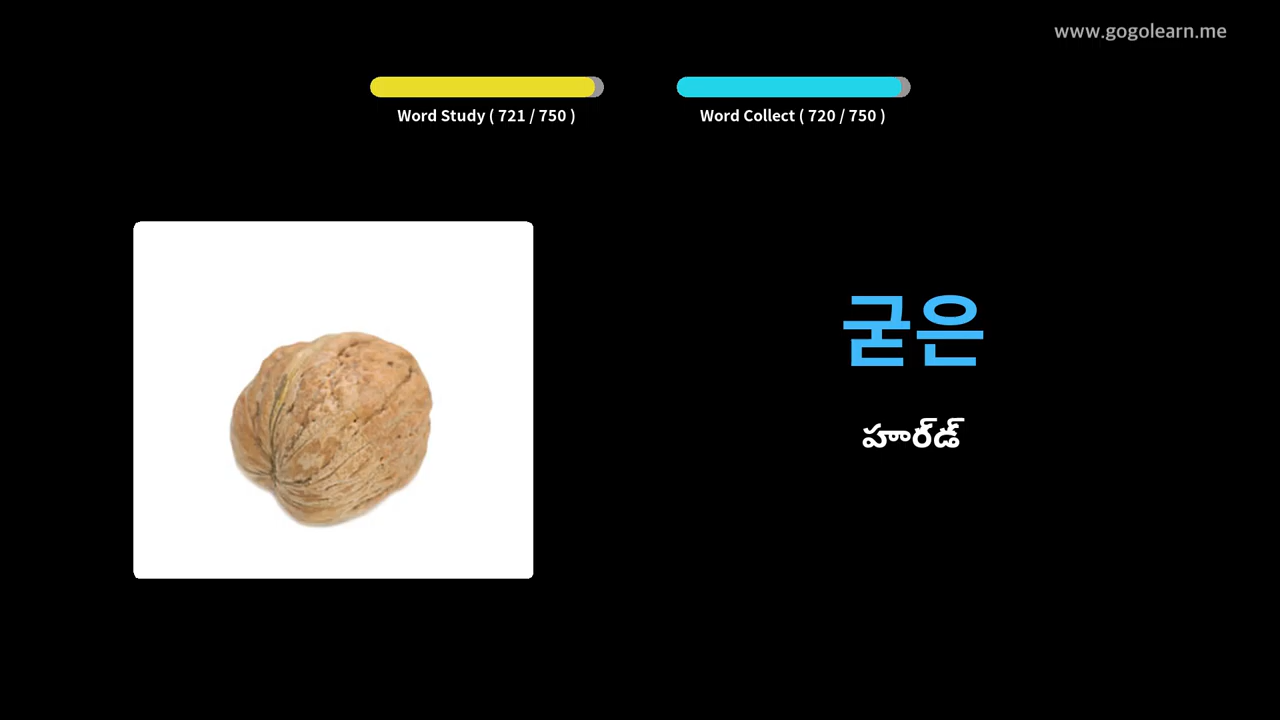 www.gogolearn.me
Word Study ( 721 / 750 )
Word Collect ( 720 / 750 )
굳은
హార్‌డ్